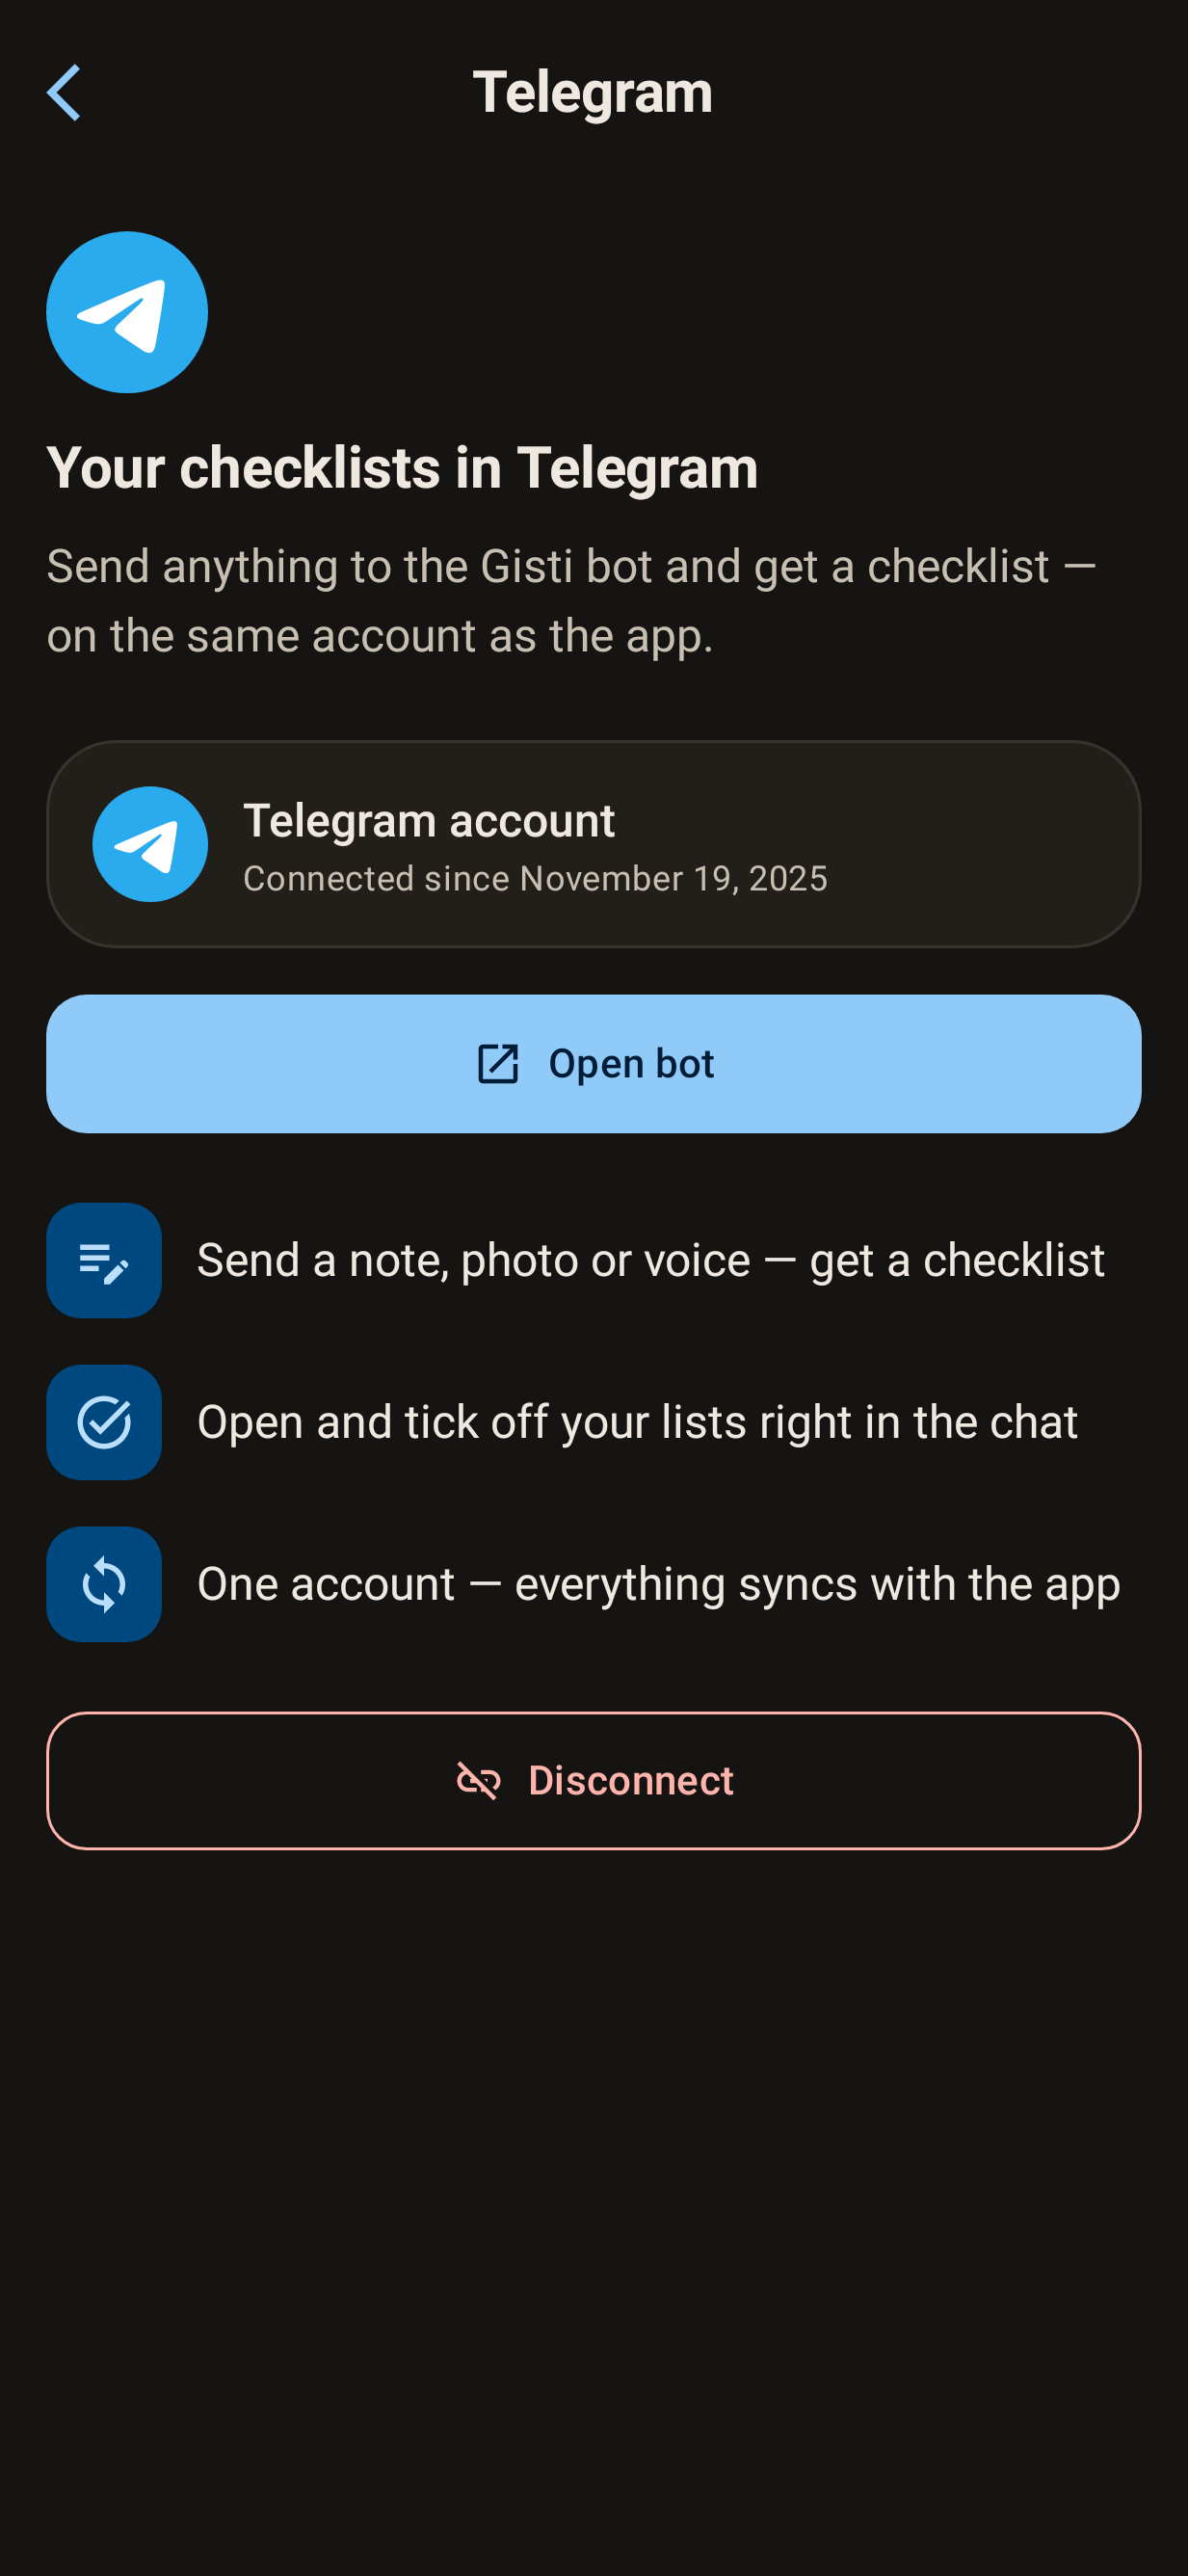 Telegram
Your checklists in Telegram
Send anything to the Gisti bot and get a checklist —
on the same account as the app.
Telegram account
Connected since November 19, 2025
Open bot
Send a note, photo or voice — get a checklist
Open and tick off your lists right in the chat
One account — everything syncs with the app
Disconnect